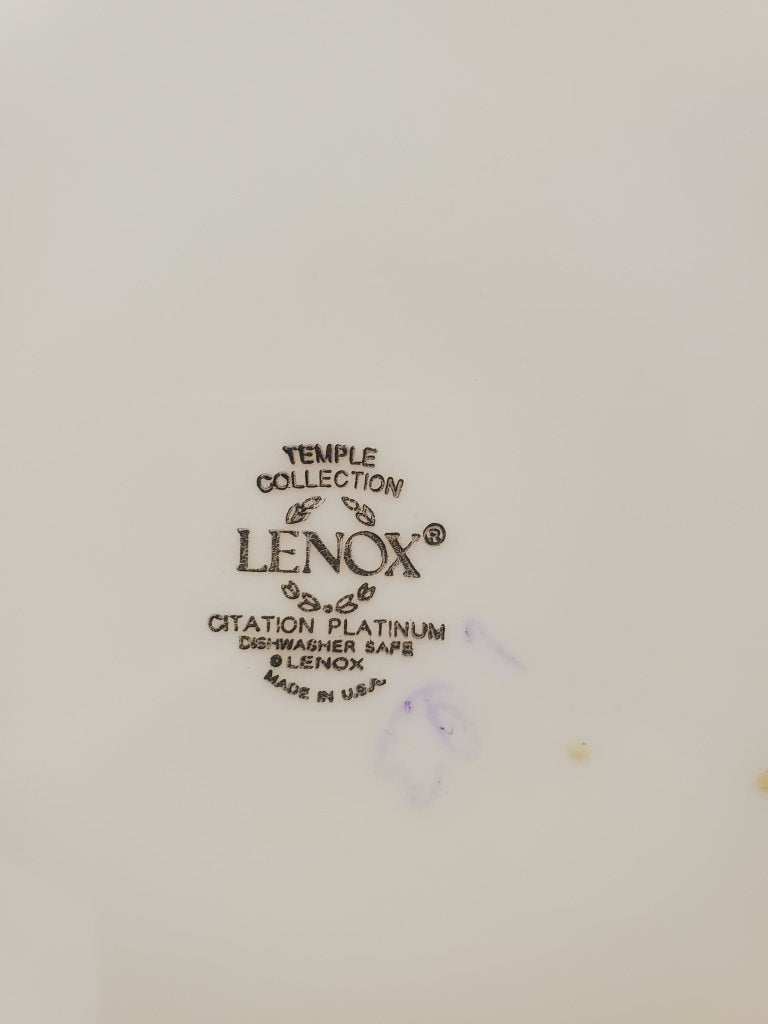 TEMPLE
COLLECTION
LENOX®
CITATION PLATINUM
DISHWASHER SAFE
© LENOX
MADE IN U.S.A.